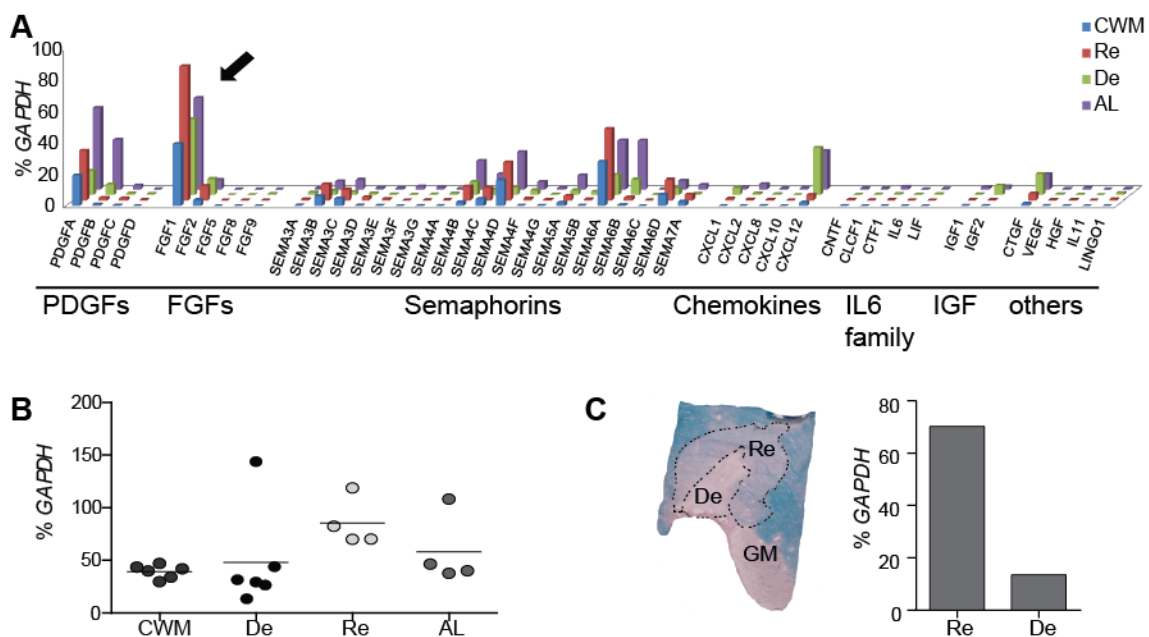 A
CWM
Re
De
AL
% GAPDH
100
80
60
40
20
0
PDGFA
PDGFB
PDGFC
PDGFD
FGF1
FGF2
FGF5
FGF8
FGF9
SEMA3A
SEMA3B
SEMA3C
SEMA3D
SEMA3E
SEMA3F
SEMA3G
SEMA4A
SEMA4B
SEMA4C
SEMA4D
SEMA4F
SEMA4G
SEMA5A
SEMA5B
SEMA6A
SEMA6B
SEMA6C
SEMA6D
SEMA7A
CXCL1
CXCL2
CXCL8
CXCL10
CXCL12
CNTF
CLCF1
CTF1
IL6
LIF
IGF1
IGF2
CTGF
VEGF
HGF
IL11
LINGO1
PDGFs FGFs Semaphorins Chemokines IL6 family IGF others
B
% GAPDH
200
150
100
50
0
CWM De Re AL
C
Re
De
GM
% GAPDH
80
60
40
20
0
Re De